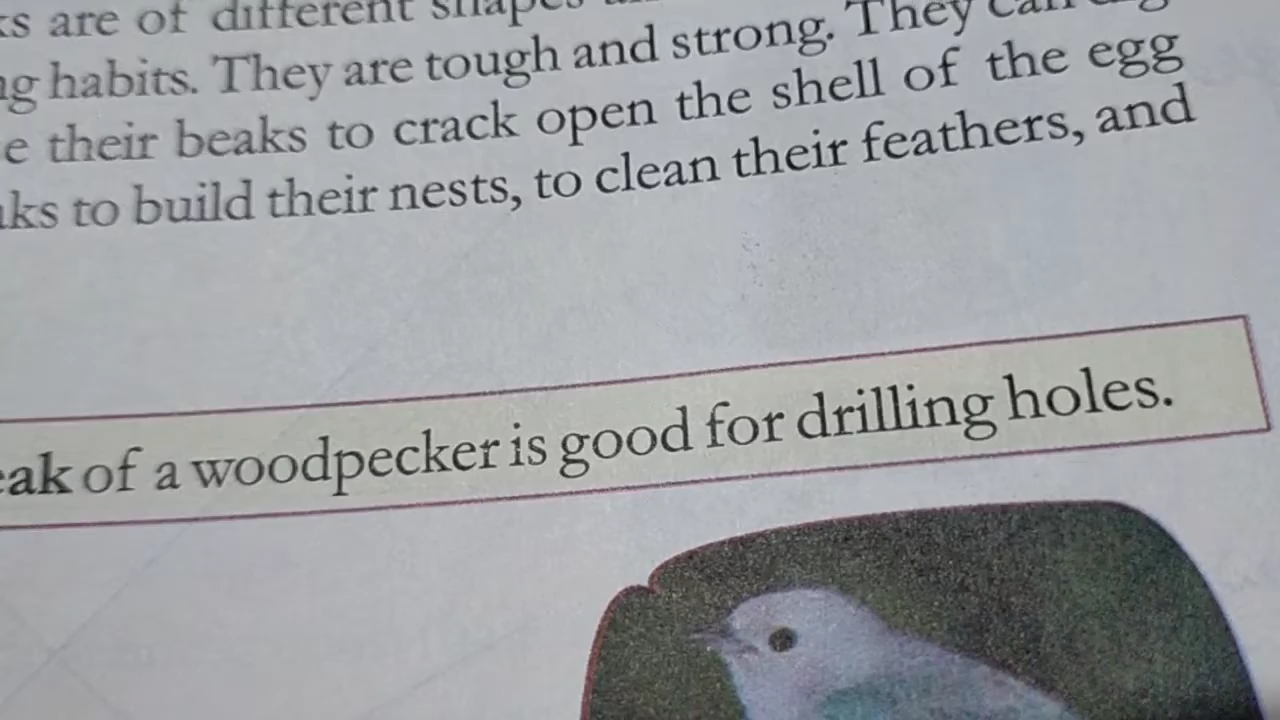 are of different
habits. They are tough and strong. They
their beaks to crack open the shell of the egg
to build their nests, to clean their feathers, and
of a woodpecker is good for drilling holes.